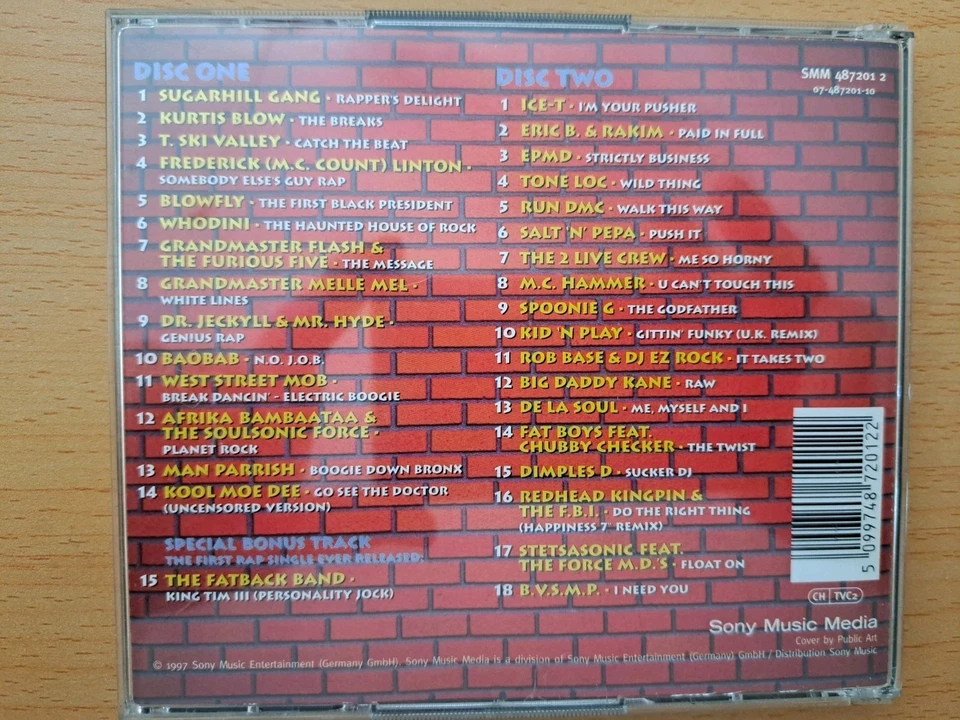 DISC ONE
1 SUGARHILL GANG · RAPPER'S DELIGHT
2 KURTIS BLOW · THE BREAKS
3 T. SKI VALLEY · CATCH THE BEAT
4 FREDERICK (M.C. COUNT) LINTON ·
SOMEBODY ELSE'S GUY RAP
5 BLOWFLY · THE FIRST BLACK PRESIDENT
6 WHODINI · THE HAUNTED HOUSE OF ROCK
7 GRANDMASTER FLASH &
THE FURIOUS FIVE · THE MESSAGE
8 GRANDMASTER MELLE MEL ·
WHITE LINES
9 DR. JECKYLL & MR. HYDE ·
GENIUS RAP
10 BAOBAB · N.O. J.O.B.
11 WEST STREET MOB ·
BREAK DANCIN' - ELECTRIC BOOGIE
12 AFRIKA BAMBAATAA &
THE SOULSONIC FORCE ·
PLANET ROCK
13 MAN PARRISH · BOOGIE DOWN BRONX
14 KOOL MOE DEE · GO SEE THE DOCTOR
(UNCENSORED VERSION)
SPECIAL BONUS TRACK
THE FIRST RAP SINGLE EVER RELEASED:
15 THE FATBACK BAND ·
KING TIM III (PERSONALITY JOCK)
DISC TWO
1 ICE-T · I'M YOUR PUSHER
2 ERIC B. & RAKIM · PAID IN FULL
3 EPMD · STRICTLY BUSINESS
4 TONE LOC · WILD THING
5 RUN DMC · WALK THIS WAY
6 SALT 'N' PEPA · PUSH IT
7 THE 2 LIVE CREW · ME SO HORNY
8 M.C. HAMMER · U CAN'T TOUCH THIS
9 SPOONIE G · THE GODFATHER
10 KID 'N PLAY · GITTIN' FUNKY (U.K. REMIX)
11 ROB BASE & DJ EZ ROCK · IT TAKES TWO
12 BIG DADDY KANE · RAW
13 DE LA SOUL · ME, MYSELF AND I
14 FAT BOYS FEAT.
CHUBBY CHECKER · THE TWIST
15 DIMPLES D · SUCKER DJ
16 REDHEAD KINGPIN &
THE F.B.I. · DO THE RIGHT THING
(HAPPINESS 7" REMIX)
17 STETSASONIC FEAT.
THE FORCE M.D.'S · FLOAT ON
18 B.V.S.M.P. · I NEED YOU
SMM 487201 2
07-487201-10
5 099748 720122
CH TVC2
Sony Music Media
Cover by Public Art
© 1997 Sony Music Entertainment (Germany GmbH). Sony Music Media is a division of Sony Music Entertainment (Germany) GmbH / Distribution Sony Music